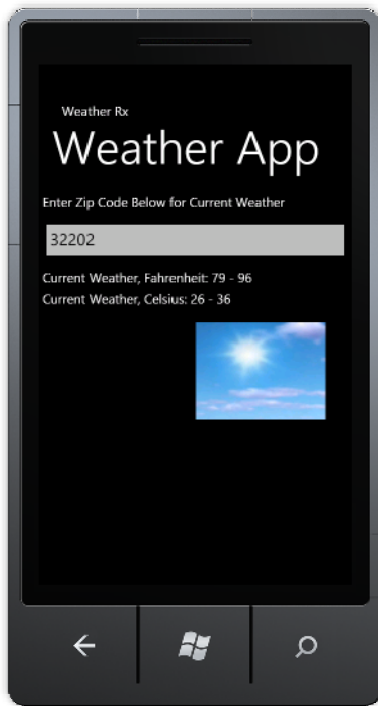 Weather Rx
Weather App
Enter Zip Code Below for Current Weather
32202
Current Weather, Fahrenheit: 79 - 96
Current Weather, Celsius: 26 - 36